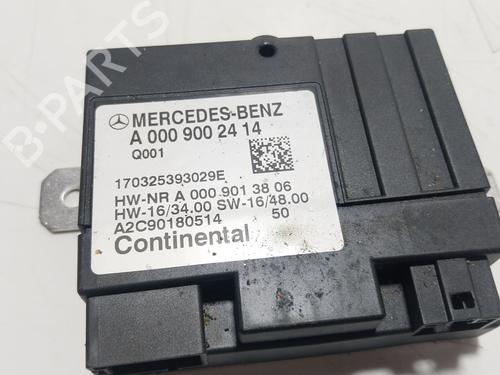 MERCEDES-BENZ
A 000 900 24 14
Q001
170325393029E
HW-NR A 000 901 38 06
HW-16/34.00 SW-16/48.00
A2C90180514 50
Continental
B-PARTS